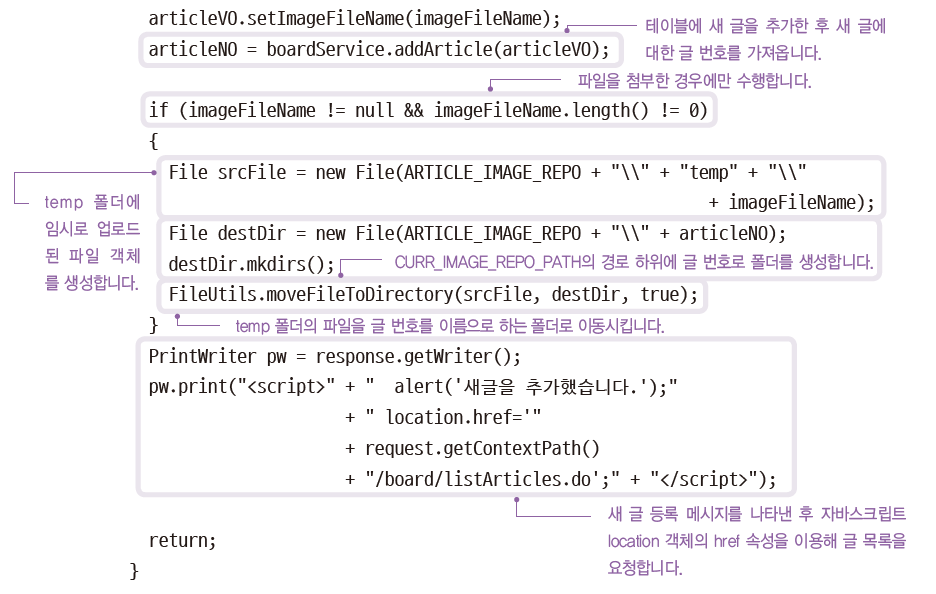 articleVO.setImageFileName(imageFileName);
테이블에 새 글을 추가한 후 새 글에
articleNO = boardService.addArticle(articleVO);
대한 글 번호를 가져옵니다.
파일을 첨부한 경우에만 수행합니다.
if (imageFileName != null && imageFileName.length() != 0)
{
File srcFile = new File(ARTICLE_IMAGE_REPO + "\\" + "temp" + "\\"
+ imageFileName);
temp 폴더에
임시로 업로드
된 파일 객체
를 생성합니다.
File destDir = new File(ARTICLE_IMAGE_REPO + "\\" + articleNO);
destDir.mkdirs();
CURR_IMAGE_REPO_PATH의 경로 하위에 글 번호로 폴더를 생성합니다.
FileUtils.moveFileToDirectory(srcFile, destDir, true);
}
temp 폴더의 파일을 글 번호를 이름으로 하는 폴더로 이동시킵니다.
PrintWriter pw = response.getWriter();
pw.print("<script>" + "  alert('새글을 추가했습니다.');"
+ " location.href='"
+ request.getContextPath()
+ "/board/listArticles.do';" + "</script>");
새 글 등록 메시지를 나타낸 후 자바스크립트
location 객체의 href 속성을 이용해 글 목록을
요청합니다.
return;
}